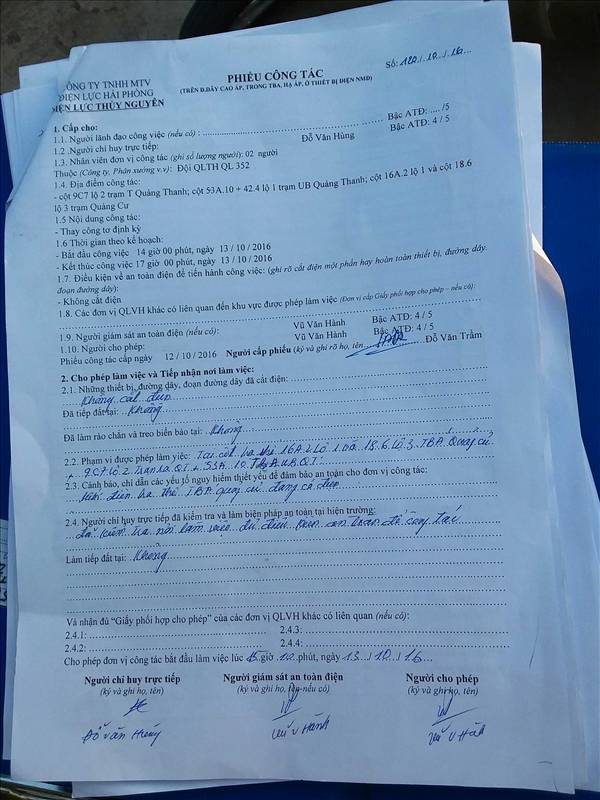 CÔNG TY TNHH MTV
ĐIỆN LỰC HẢI PHÒNG
ĐIỆN LỰC THỦY NGUYÊN
PHIẾU CÔNG TÁC
(TRÊN Đ.DÂY CAO ÁP, TRONG TBA, HẠ ÁP, Ở THIẾT BỊ ĐIỆN NMĐ)
Số: 120./.10../.16...
1. Cấp cho:
1.1. Người lãnh đạo công việc (nếu có) : Bậc ATĐ: .... /5
1.2 .Người chỉ huy trực tiếp: Đỗ Văn Hùng Bậc ATĐ: 4 / 5
1.3. Nhân viên đơn vị công tác (ghi số lượng người): 02 người
Thuộc (Công ty, Phân xưởng v.v): Đội QLTH QL 352
1.4. Địa điểm công tác:
- cột 9C7 lộ 2 trạm T Quảng Thanh; cột 53A.10 + 42.4 lộ 1 trạm UB Quảng Thanh; cột 16A.2 lộ 1 và cột 18.6
lộ 3 trạm Quảng Cư
1.5 Nội dung công tác:
- Thay công tơ định kỳ
1.6 Thời gian theo kế hoạch:
- Bắt đầu công việc 14 giờ 00 phút, ngày 13 / 10 / 2016
- Kết thúc công việc 17 giờ 00 phút, ngày 13 / 10 / 2016
1.7. Điều kiện về an toàn điện để tiến hành công việc: (ghi rõ cắt điện một phần hay hoàn toàn thiết bị, đường dây,
đoạn đường dây):
- Không cắt điện
1.8. Các đơn vị QLVH khác có liên quan đến khu vực được phép làm việc (Đơn vị cấp Giấy phối hợp cho phép – nếu có):
1.9. Người giám sát an toàn điện (nếu có): Vũ Văn Hành Bậc ATĐ: 4 / 5
1.10. Người cho phép: Vũ Văn Hành Bậc ATĐ: 4 / 5
Phiếu công tác cấp ngày 12 / 10 / 2016 Người cấp phiếu (ký và ghi rõ họ, tên Đỗ Văn Trầm
2. Cho phép làm việc và Tiếp nhận nơi làm việc:
2.1. Những thiết bị, đường dây, đoạn đường dây đã cắt điện:
Không cắt điện
Đã tiếp đất tại: Không
Đã làm rào chắn và treo biển báo tại: Không
2.2. Phạm vi được phép làm việc: Tại cột hạ thế 16A.2 Lộ 1 và 18.6 Lộ 3 TBA Quảng cư
+ 9C7 Lộ 2 Q.T + 53A.10 U.B.Q.T
2.3. Cảnh báo, chỉ dẫn các yếu tố nguy hiểm thiết yếu để đảm bảo an toàn cho đơn vị công tác:
điện hạ thế TBA Quảng cư đang có điện
2.4. Người chỉ huy trực tiếp đã kiểm tra và làm biện pháp an toàn tại hiện trường:
đã kiểm tra nơi làm việc đủ điều kiện an toàn để công tác
Làm tiếp đất tại: Không
Và nhận đủ “Giấy phối hợp cho phép” của các đơn vị QLVH khác có liên quan (nếu có):
2.4.1: 2.4.3:
2.4.2: 2.4.4:
Cho phép đơn vị công tác bắt đầu làm việc lúc 15 giờ 10 phút, ngày 13../10../16...
Người chỉ huy trực tiếp Người giám sát an toàn điện Người cho phép
(ký và ghi họ, tên) (ký và ghi họ, tên-nếu có) (ký và ghi họ, tên)
Đỗ văn Hùng Vũ V Hành Vũ V Hành